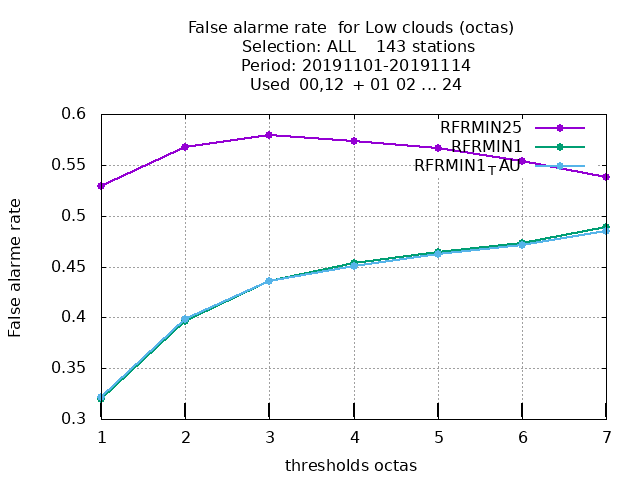 False alarme rate  for Low clouds (octas)
Selection: ALL    143 stations
Period: 20191101-20191114
Used  00,12  + 01 02 ... 24
0.6
0.55
0.5
0.45
0.4
0.35
0.3
False alarme rate
RFRMIN25
RFRMIN1
RFRMIN1TAU
1 2 3 4 5 6 7
thresholds octas